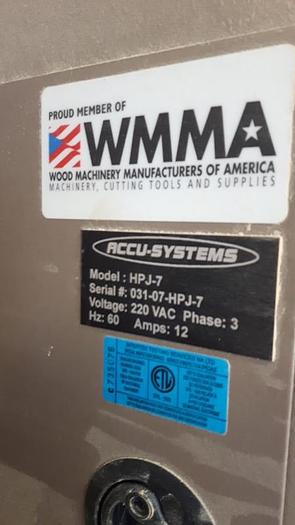 PROUD MEMBER OF
WMMA
WOOD MACHINERY MANUFACTURERS OF AMERICA
MACHINERY, CUTTING TOOLS AND SUPPLIES
ACCU-SYSTEMS
Model : HPJ-7
Serial #: 031-07-HPJ-7
Voltage: 220 VAC Phase: 3
Hz: 60 Amps: 12